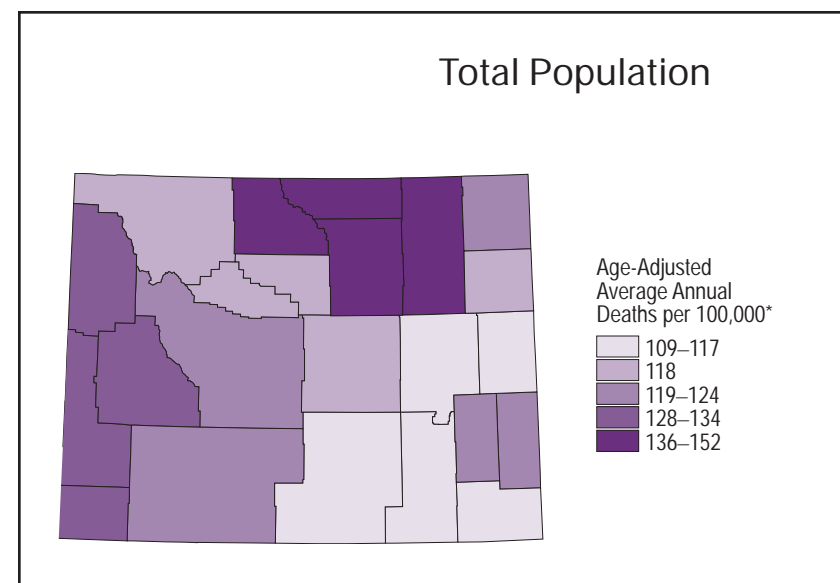 Total Population
Age-Adjusted
Average Annual
Deaths per 100,000*
109–117
118
119–124
128–134
136–152